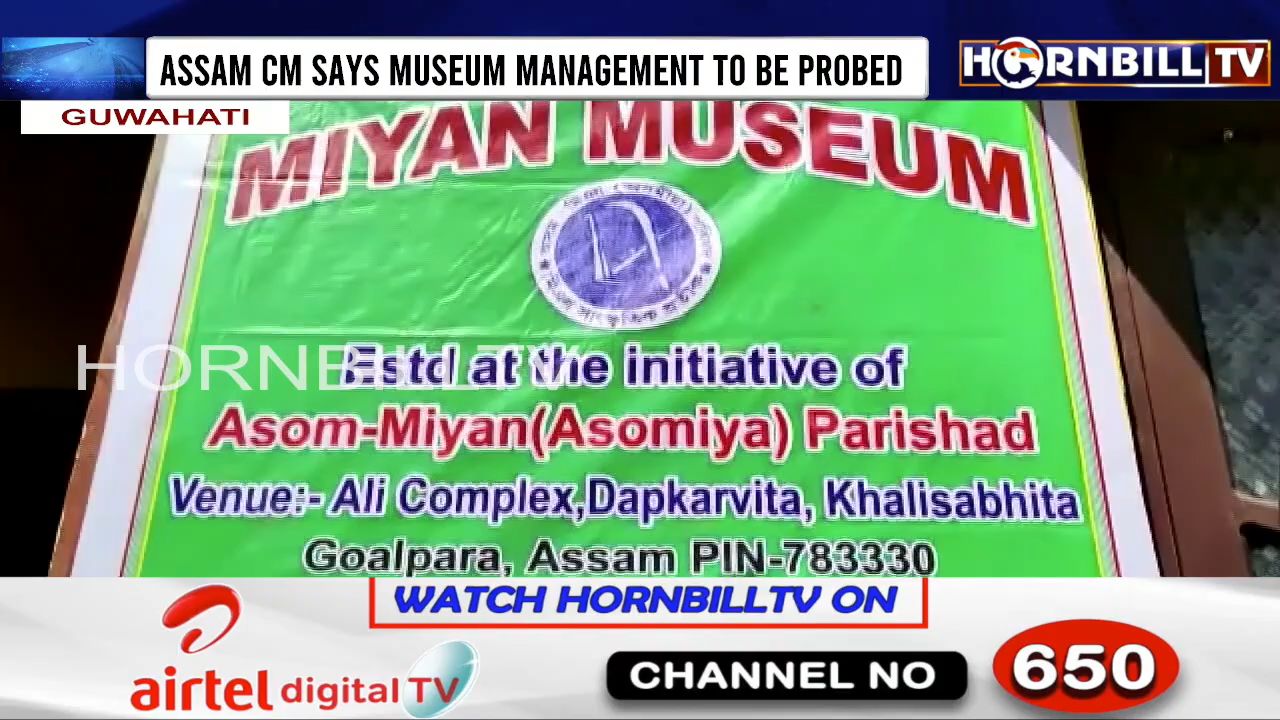 ASSAM CM SAYS MUSEUM MANAGEMENT TO BE PROBED
HORNBILL TV
GUWAHATI
MIYAN MUSEUM
Estd at the initiative of
HORNBILL TV
Asom-Miyan(Asomiya) Parishad
Venue:- Ali Complex,Dapkarvita, Khalisabhita
Goalpara, Assam PIN-783330
WATCH HORNBILLTV ON
airtel digital TV
CHANNEL NO 650